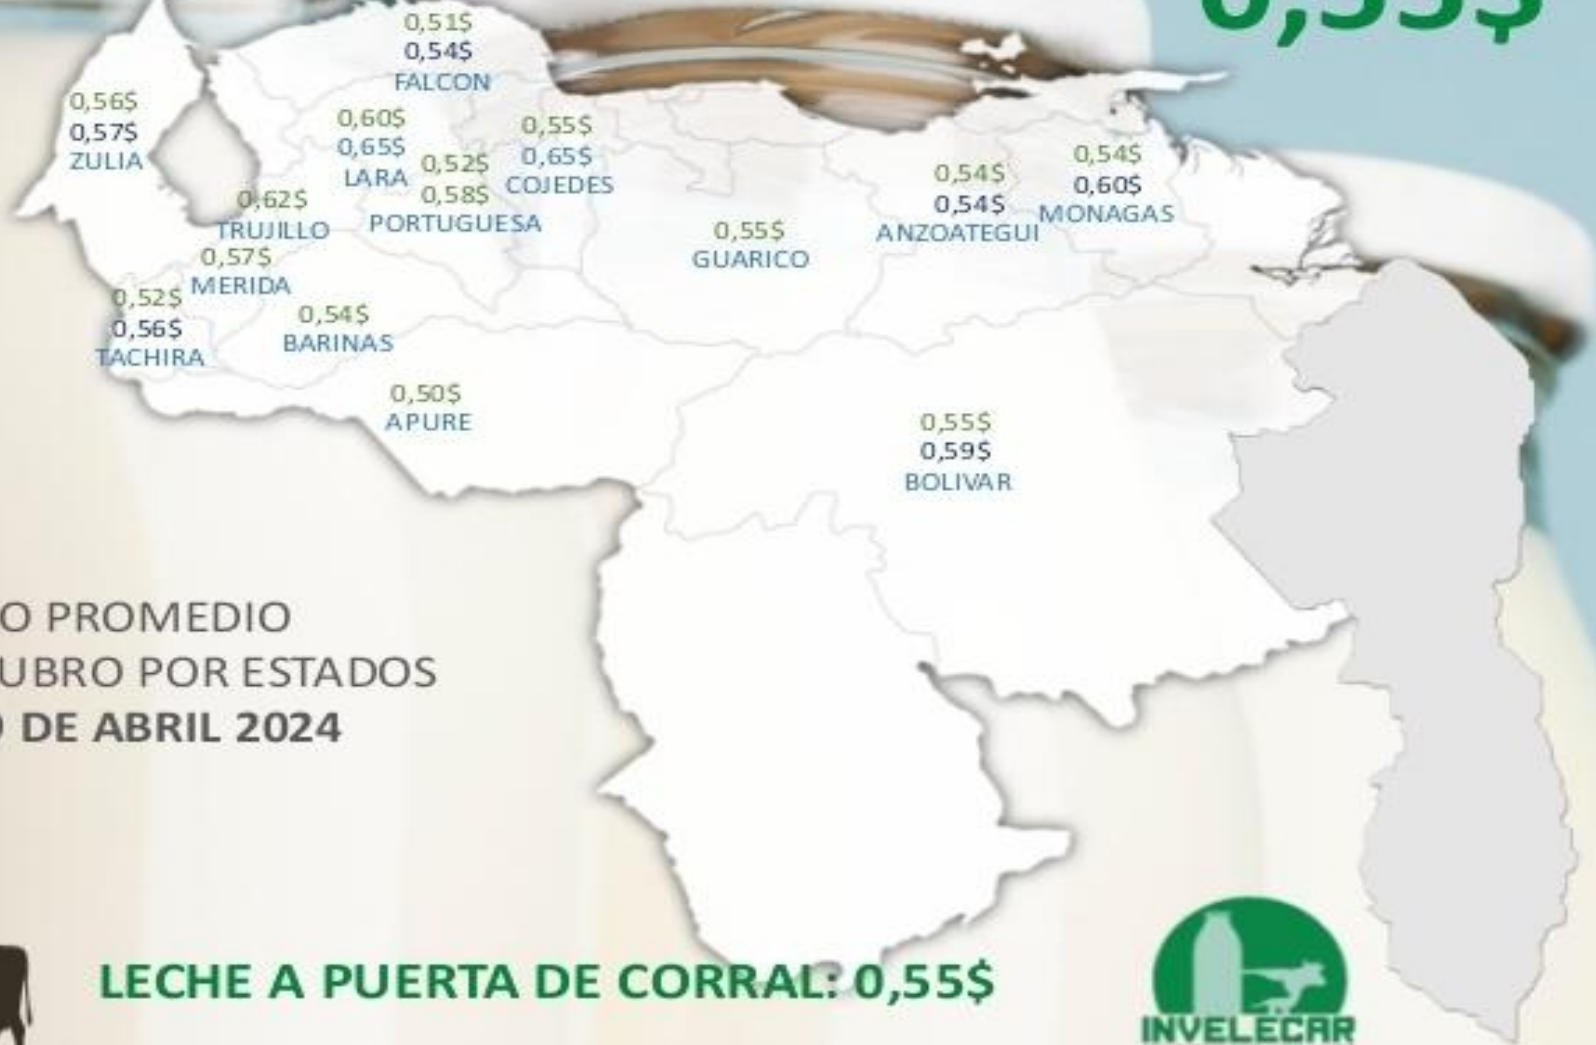 0,55$
0,51$
0,54$
FALCON
0,56$
0,57$
ZULIA
0,60$
0,65$
LARA
0,52$
0,58$
PORTUGUESA
0,55$
0,65$
COJEDES
0,54$
0,54$
ANZOATEGUI
0,54$
0,60$
MONAGAS
0,62$
TRUJILLO
0,55$
GUARICO
0,57$
MERIDA
0,52$
0,56$
TACHIRA
0,54$
BARINAS
0,50$
APURE
0,55$
0,59$
BOLIVAR
O PROMEDIO
UBRO POR ESTADOS
DE ABRIL 2024
LECHE A PUERTA DE CORRAL: 0,55$
INVELECAR